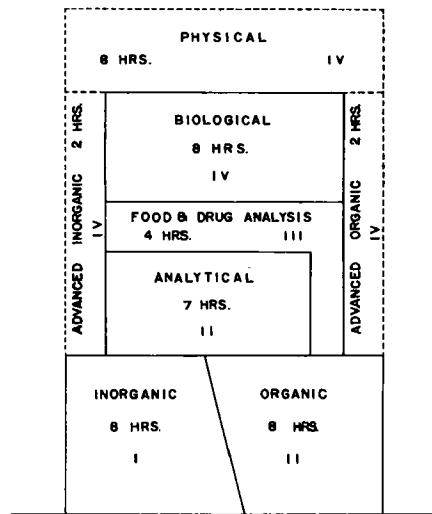 PHYSICAL
8 HRS. IV
BIOLOGICAL
8 HRS.
IV
ADVANCED INORGANIC 2 HRS.
IV
ADVANCED ORGANIC 2 HRS.
IV
FOOD & DRUG ANALYSIS
4 HRS. III
ANALYTICAL
7 HRS.
II
INORGANIC
8 HRS.
I
ORGANIC
8 HRS.
II